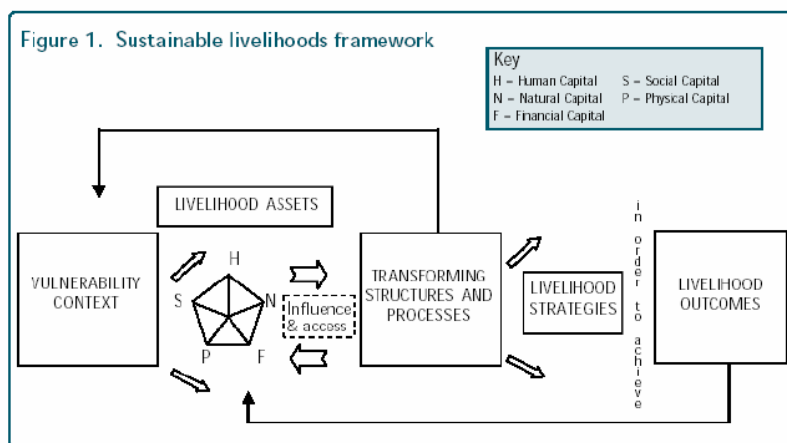 Figure 1. Sustainable livelihoods framework
Key
H – Human Capital S – Social Capital
N – Natural Capital P – Physical Capital
F – Financial Capital
LIVELIHOOD ASSETS
VULNERABILITY
CONTEXT
H
S
N
P
F
Influence
& access
TRANSFORMING
STRUCTURES AND
PROCESSES
LIVELIHOOD
STRATEGIES
in order to achieve
LIVELIHOOD
OUTCOMES